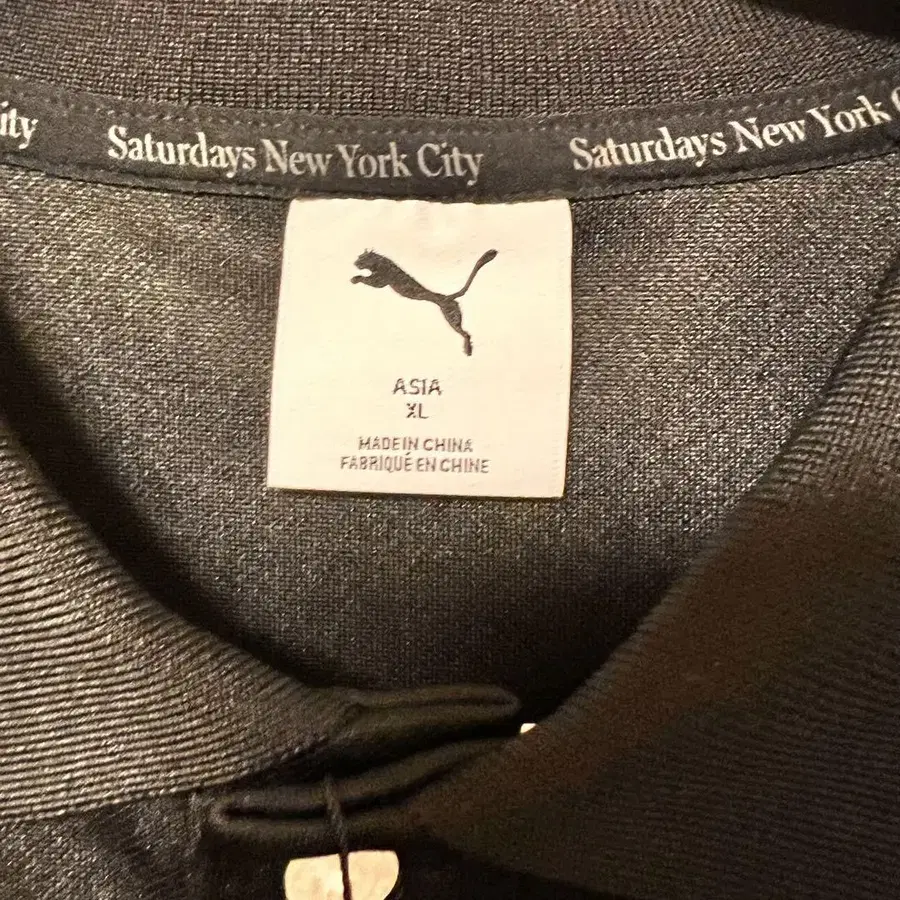 ity
Saturdays New York City
Saturdays New York C
ASIA
XL
MADE IN CHINA
FABRIQUÉ EN CHINE